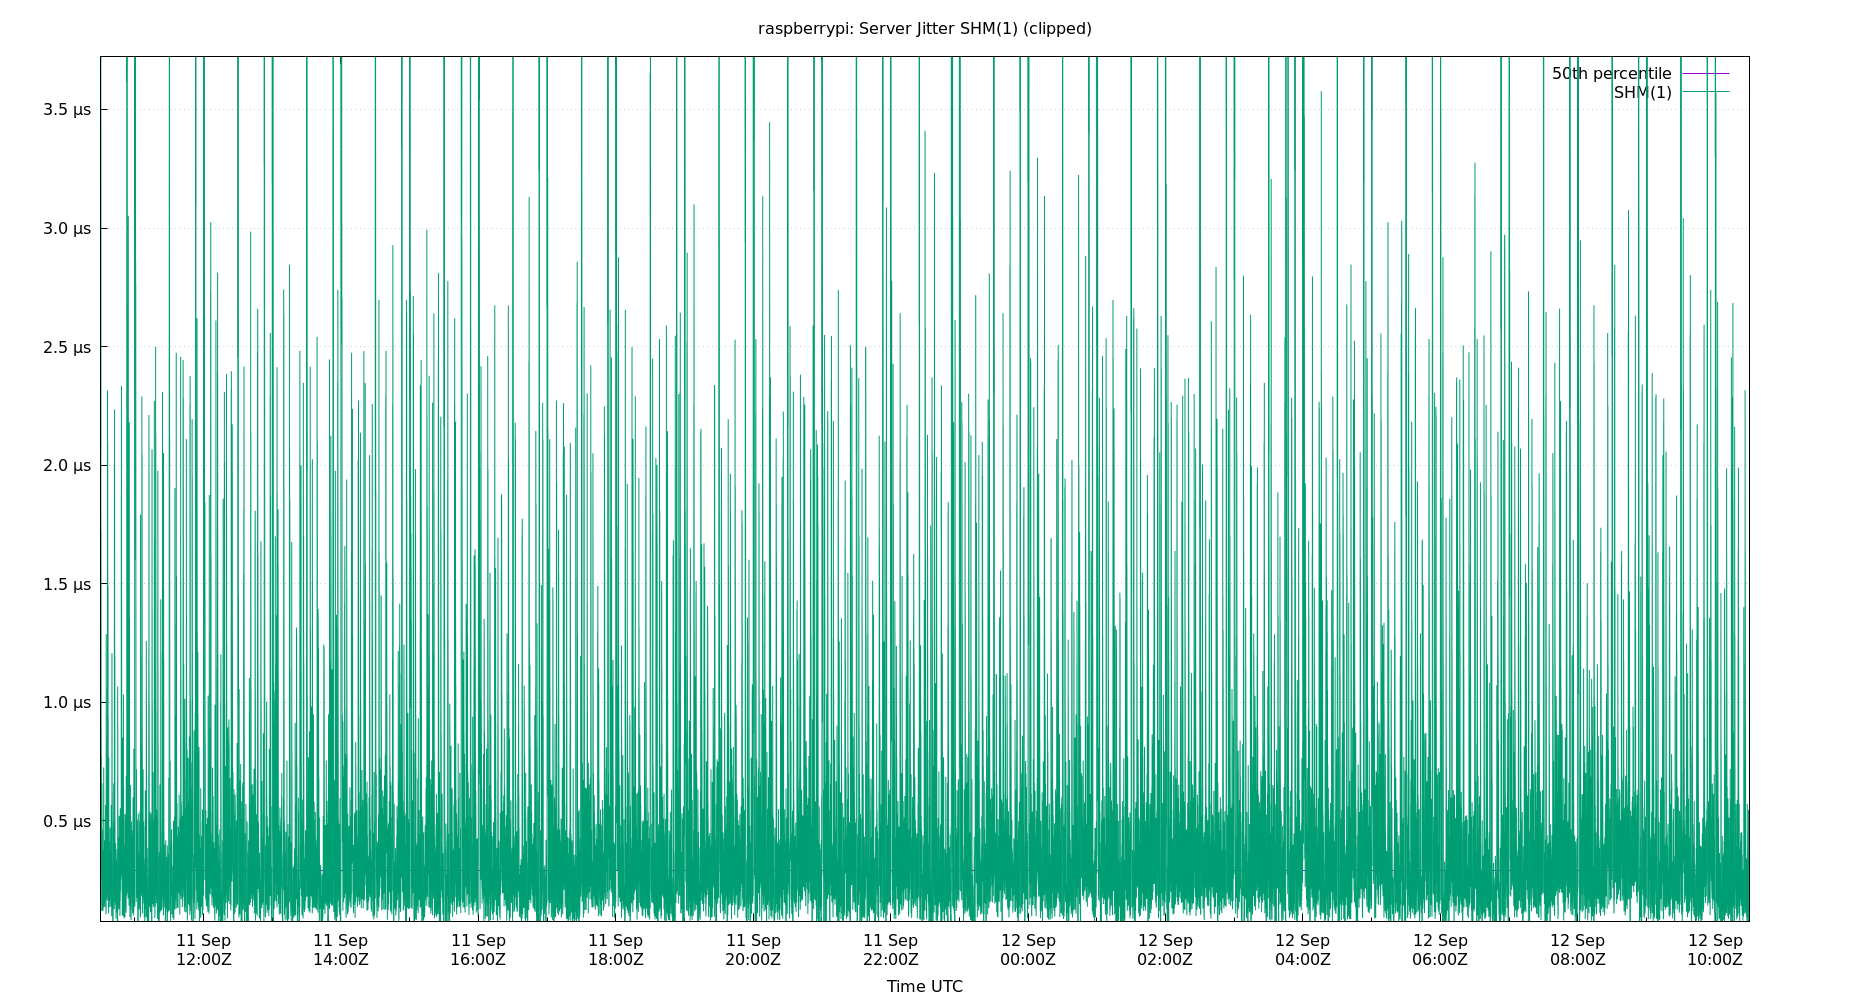 raspberrypi: Server Jitter SHM(1) (clipped)
50th percentile
SHM(1)
3.5 µs
3.0 µs
2.5 µs
2.0 µs
1.5 µs
1.0 µs
0.5 µs
11 Sep 11 Sep 11 Sep 11 Sep 11 Sep 11 Sep 12 Sep 12 Sep 12 Sep 12 Sep 12 Sep 12 Sep
12:00Z 14:00Z 16:00Z 18:00Z 20:00Z 22:00Z 00:00Z 02:00Z 04:00Z 06:00Z 08:00Z 10:00Z
Time UTC